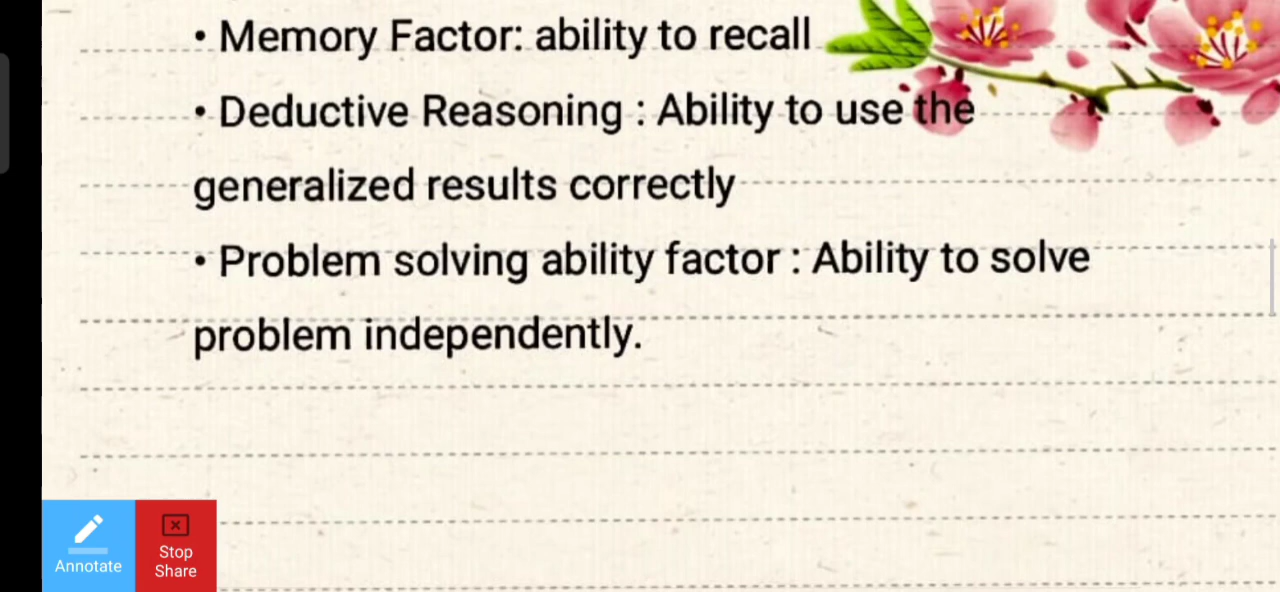 • Memory Factor: ability to recall
• Deductive Reasoning : Ability to use the
generalized results correctly
• Problem solving ability factor : Ability to solve
problem independently.
Annotate
Stop
Share